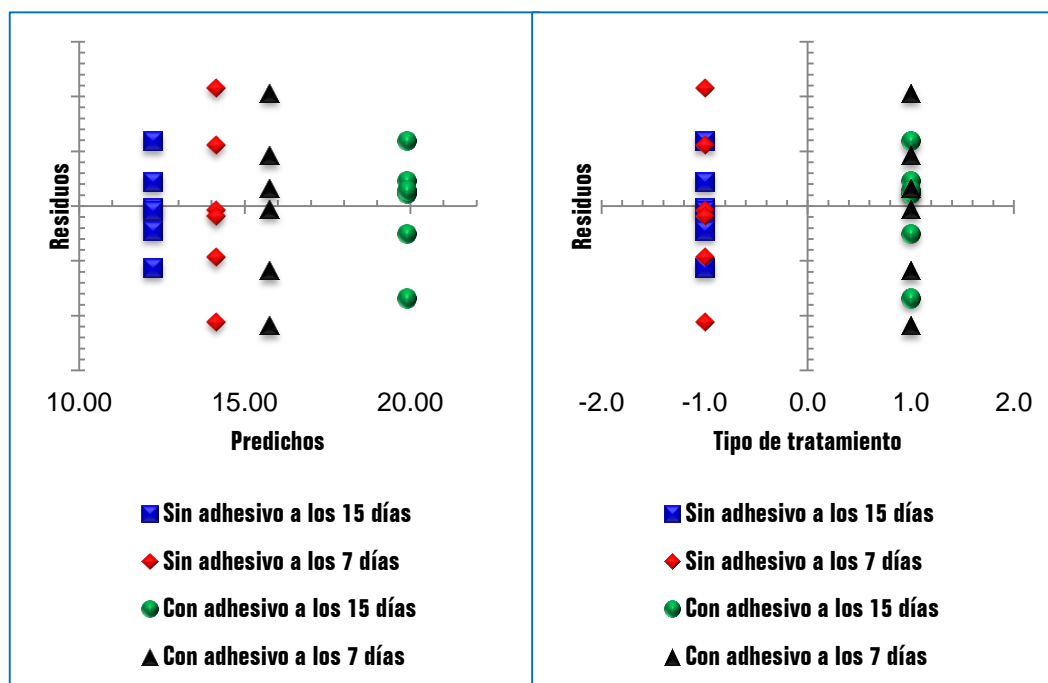 Residuos
10.00 15.00 20.00
Predichos
Sin adhesivo a los 15 días
Sin adhesivo a los 7 días
Con adhesivo a los 15 días
Con adhesivo a los 7 días
Residuos
-2.0 -1.0 0.0 1.0 2.0
Tipo de tratamiento
Sin adhesivo a los 15 días
Sin adhesivo a los 7 días
Con adhesivo a los 15 días
Con adhesivo a los 7 días